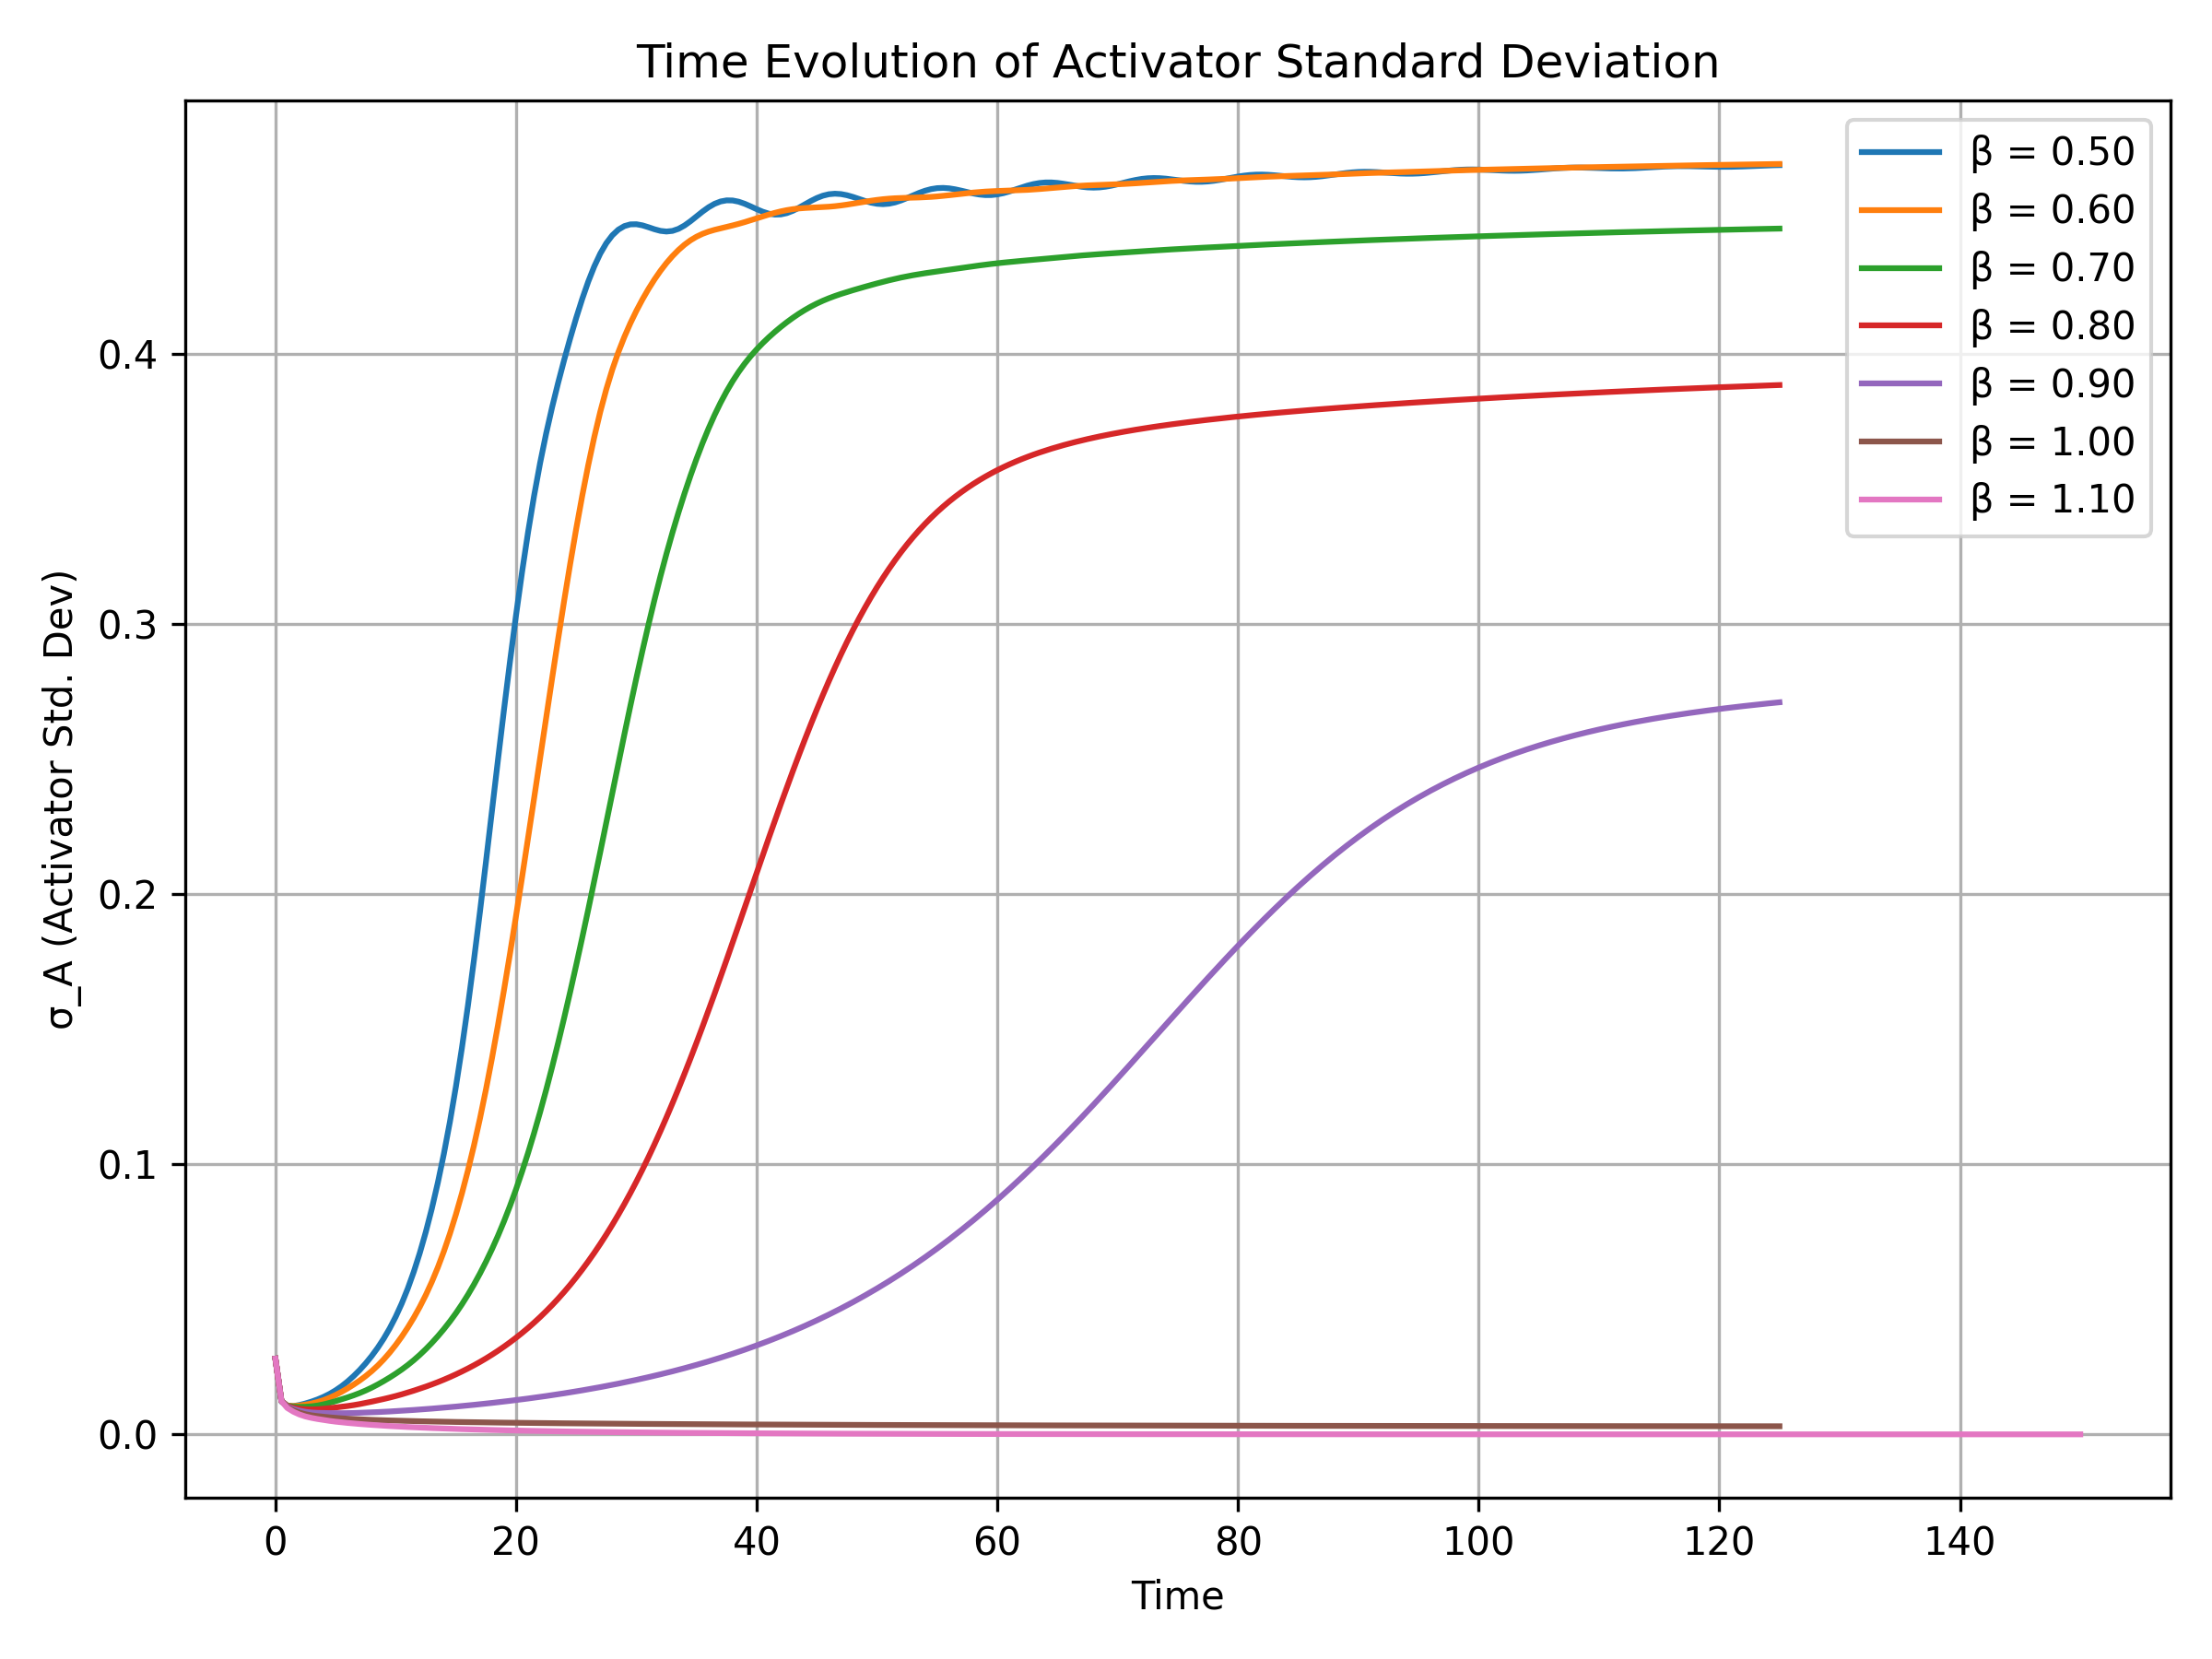 Time Evolution of Activator Standard Deviation
β = 0.50
β = 0.60
β = 0.70
β = 0.80
β = 0.90
β = 1.00
β = 1.10
σ_A (Activator Std. Dev)
0.4
0.3
0.2
0.1
0.0
0 20 40 60 80 100 120 140
Time